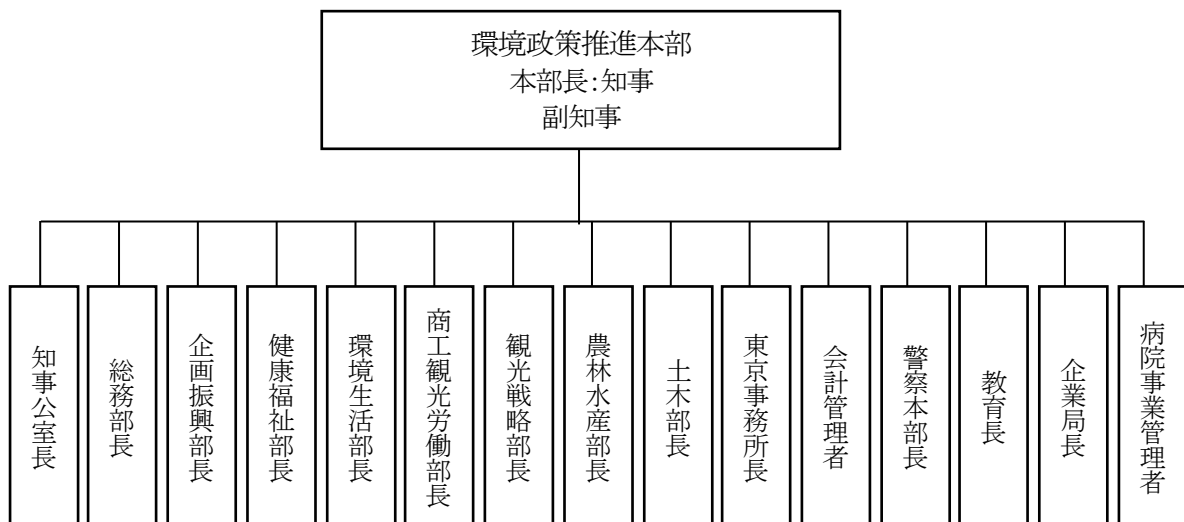 環境政策推進本部
本部長:知事
副知事
知事公室長
総務部長
企画振興部長
健康福祉部長
環境生活部長
商工観光労働部長
観光戦略部長
農林水産部長
土木部長
東京事務所長
会計管理者
警察本部長
教育長
企業局長
病院事業管理者